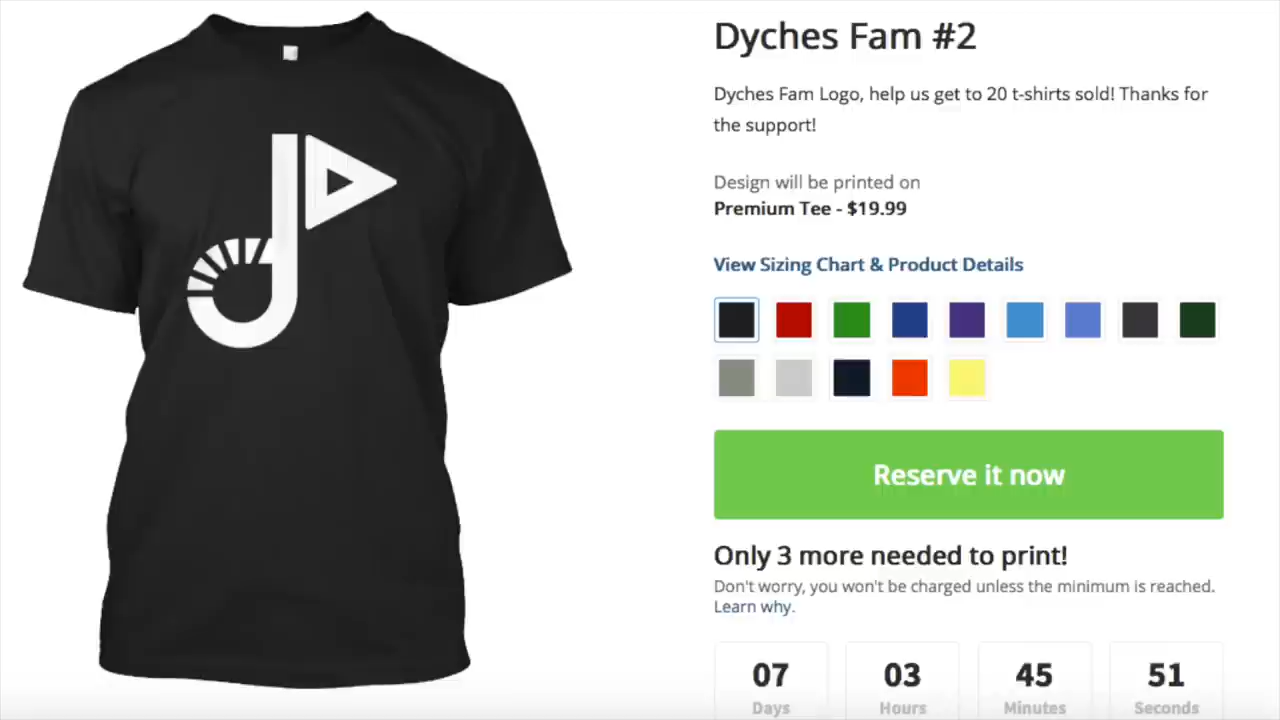 Dyches Fam #2
Dyches Fam Logo, help us get to 20 t-shirts sold! Thanks for
the support!
Design will be printed on
Premium Tee - $19.99
View Sizing Chart & Product Details
Reserve it now
Only 3 more needed to print!
Don't worry, you won't be charged unless the minimum is reached.
Learn why.
07 03 45 51
Days Hours Minutes Seconds